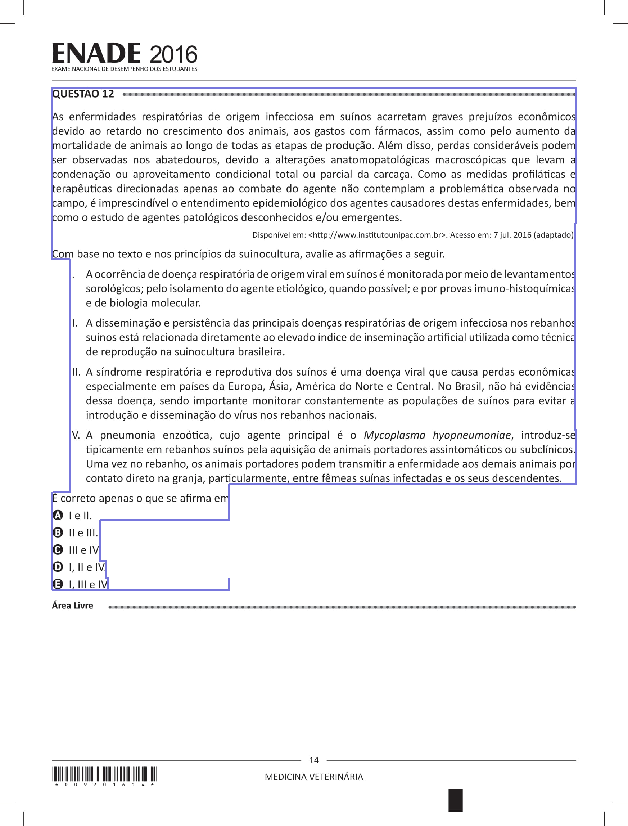 ENADE 2016
EXAME NACIONAL DE DESEMPENHO DOS ESTUDANTES
QUESTÃO 12
As enfermidades respiratórias de origem infecciosa em suínos acarretam graves prejuízos econômicos
devido ao retardo no crescimento dos animais, aos gastos com fármacos, assim como pelo aumento da
mortalidade de animais ao longo de todas as etapas de produção. Além disso, perdas consideráveis podem
ser observadas nos abatedouros, devido a alterações anatomopatológicas macroscópicas que levam a
condenação ou aproveitamento condicional total ou parcial da carcaça. Como as medidas profiláticas e
terapêuticas direcionadas apenas ao combate do agente não contemplam a problemática observada no
campo, é imprescindível o entendimento epidemiológico dos agentes causadores destas enfermidades, bem
como o estudo de agentes patológicos desconhecidos e/ou emergentes.
Disponível em: <http://www.institutounipac.com.br>. Acesso em: 7 jul. 2016 (adaptado)
Com base no texto e nos princípios da suinocultura, avalie as afirmações a seguir.
. A ocorrência de doença respiratória de origem viral em suínos é monitorada por meio de levantamentos
sorológicos; pelo isolamento do agente etiológico, quando possível; e por provas imuno-histoquímicas
e de biologia molecular.
I. A disseminação e persistência das principais doenças respiratórias de origem infecciosa nos rebanhos
suínos está relacionada diretamente ao elevado índice de inseminação artificial utilizada como técnica
de reprodução na suinocultura brasileira.
II. A síndrome respiratória e reprodutiva dos suínos é uma doença viral que causa perdas econômicas
especialmente em países da Europa, Ásia, América do Norte e Central. No Brasil, não há evidências
dessa doença, sendo importante monitorar constantemente as populações de suínos para evitar a
introdução e disseminação do vírus nos rebanhos nacionais.
V. A pneumonia enzoótica, cujo agente principal é o Mycoplasma hyopneumoniae, introduz-se
tipicamente em rebanhos suínos pela aquisição de animais portadores assintomáticos ou subclínicos.
Uma vez no rebanho, os animais portadores podem transmitir a enfermidade aos demais animais por
contato direto na granja, particularmente, entre fêmeas suínas infectadas e os seus descendentes.
É correto apenas o que se afirma em
A I e II.
B II e III.
C III e IV
D I, II e IV
E I, III e IV
Área Livre
14
MEDICINA VETERINÁRIA